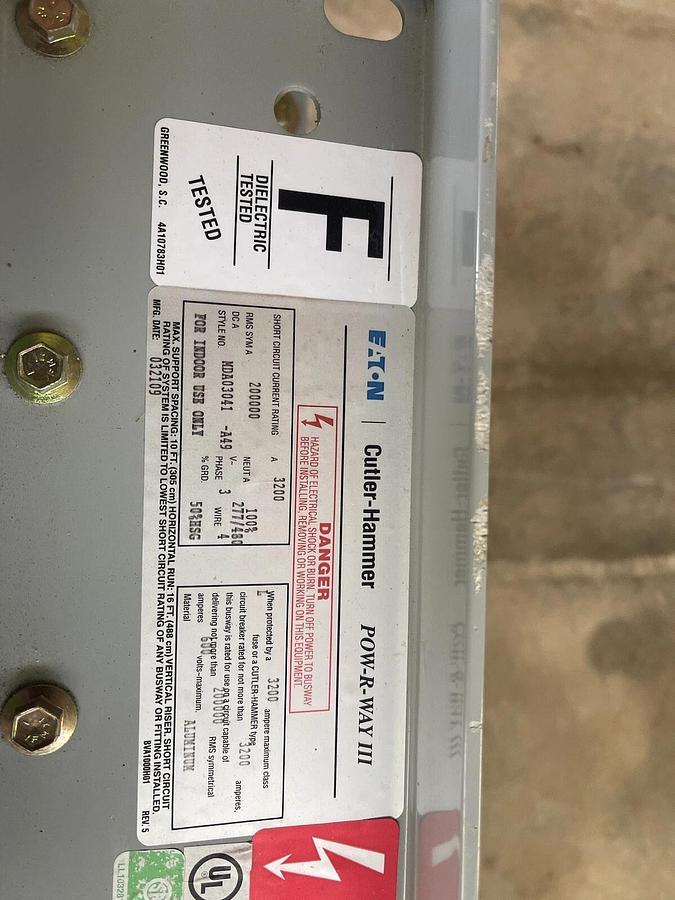 F
DIELECTRIC
TESTED
TESTED
GREENWOOD, S.C. 4A10783H01
EATON | Cutler-Hammer POW-R-WAY III
DANGER
HAZARD OF ELECTRICAL SHOCK OR BURN. TURN OFF POWER TO BUSWAY
BEFORE INSTALLING, REMOVING OR WORKING ON THIS EQUIPMENT.
SHORT CIRCUIT CURRENT RATING A 3200
RMS SYM A 200000 NEUT A 100%
DC A V~ 277/480
STYLE NO. MDA03041 -A49 PHASE 3 WIRE 4
FOR INDOOR USE ONLY % GRD. 50%HSG
When protected by a 3200 ampere maximum class
L fuse or a CUTLER-HAMMER type
circuit breaker rated for not more than 3200 amperes,
this busway is rated for use on a circuit capable of
delivering not more than 200000 RMS symmetrical
amperes 600 volts-maximum.
Material ALUMINUM
MAX. SUPPORT SPACING: 10 FT. (305 cm) HORIZONTAL RUN: 16 FT. (488 cm) VERTICAL RISER. SHORT CIRCUIT
RATING OF SYSTEM IS LIMITED TO LOWEST SHORT CIRCUIT RATING OF ANY BUSWAY OR FITTING INSTALLED.
MFG. DATE: 032109 BVA1000H01 REV. 5
UL